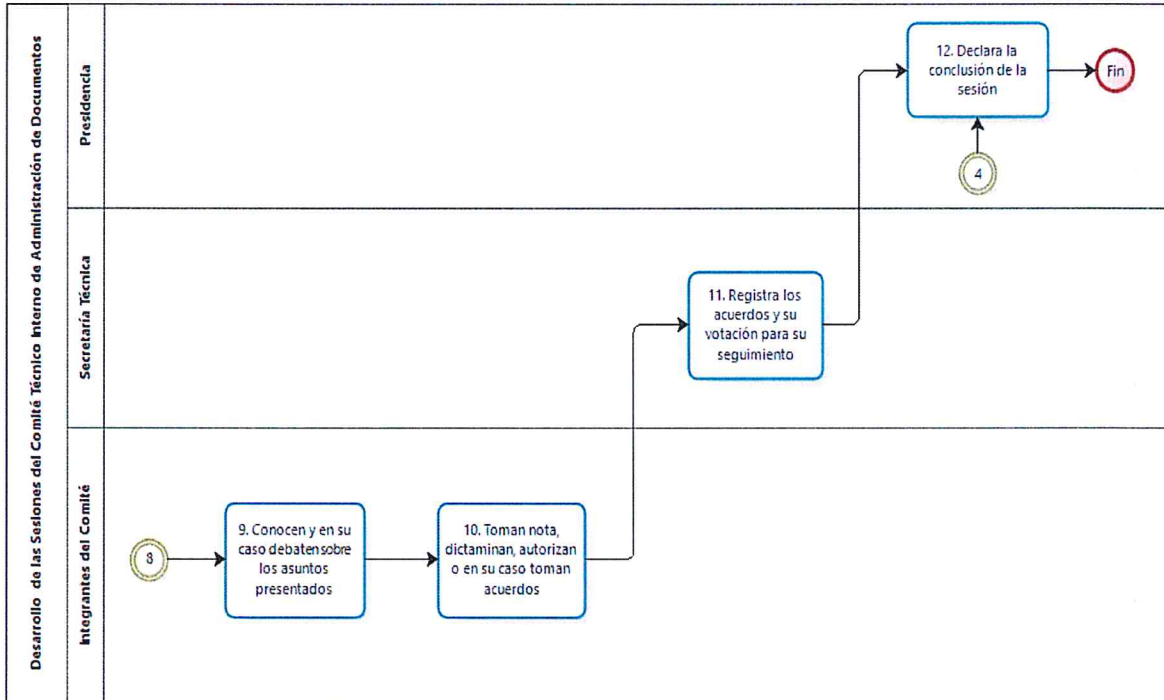 Desarrollo de las Sesiones del Comité Técnico Interno de Administración de Documentos
Presidencia
12. Declara la
conclusión de la
sesión
Fin
4
Secretaría Técnica
11. Registra los
acuerdos y su
votación para su
seguimiento
Integrantes del Comité
8
9. Conocen y en su
caso debaten sobre
los asuntos
presentados
10. Toman nota,
dictaminan, autorizan
o en su caso toman
acuerdos